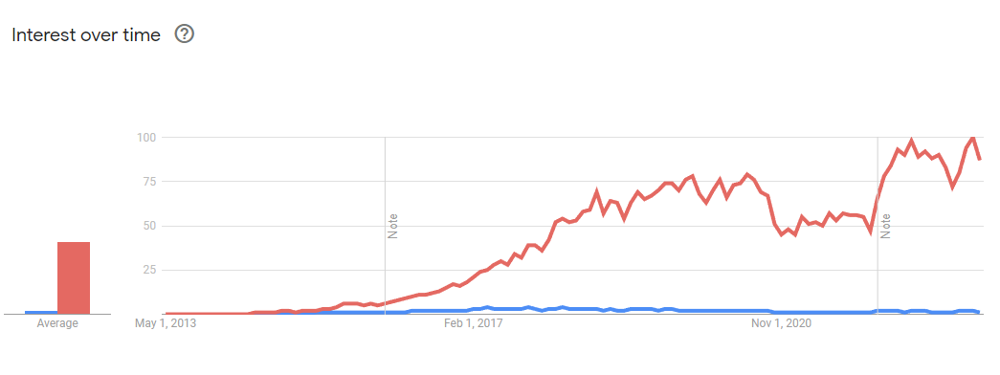 Interest over time ?
100
75
50
25
Note
Note
Average
May 1, 2013
Feb 1, 2017
Nov 1, 2020